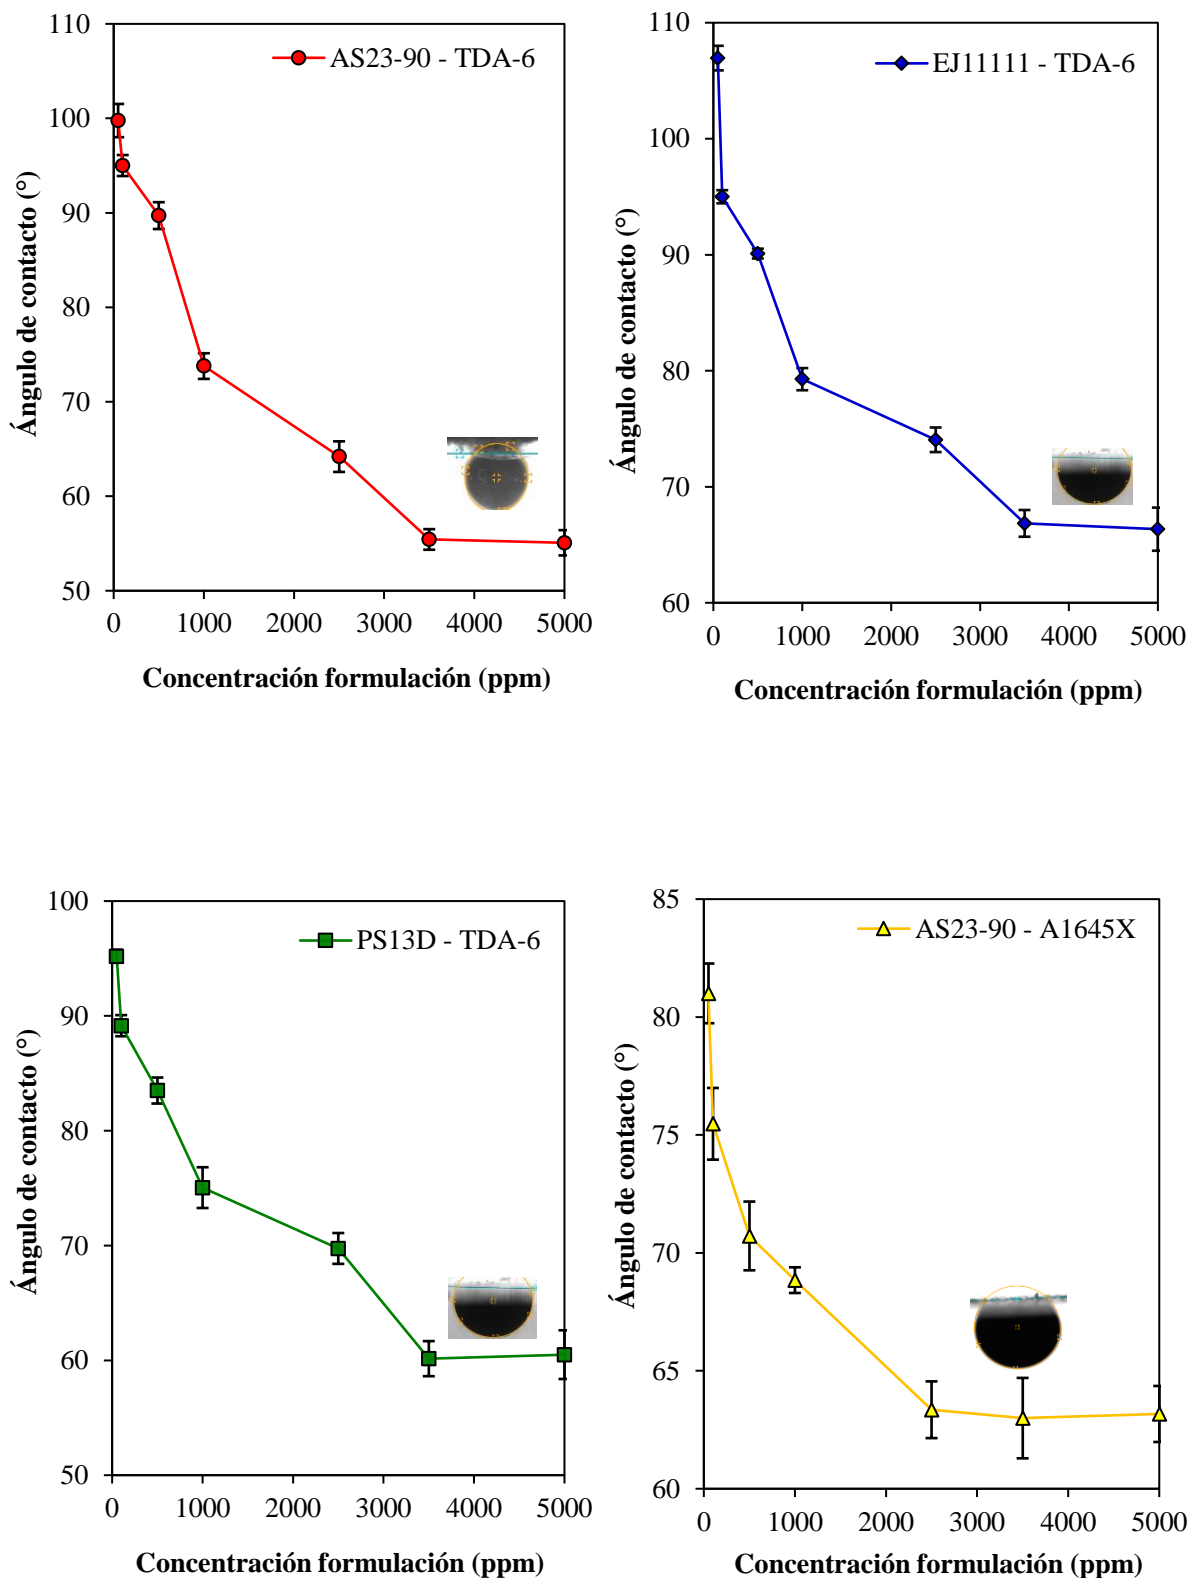 AS23-90 - TDA-6
110
100
90
80
70
60
50
Ángulo de contacto (°)
0 1000 2000 3000 4000 5000
Concentración formulación (ppm)
EJ11111 - TDA-6
110
100
90
80
70
60
Ángulo de contacto (°)
0 1000 2000 3000 4000 5000
Concentración formulación (ppm)
PS13D - TDA-6
100
90
80
70
60
50
Ángulo de contacto (°)
0 1000 2000 3000 4000 5000
Concentración formulación (ppm)
AS23-90 - A1645X
85
80
75
70
65
60
Ángulo de contacto (°)
0 1000 2000 3000 4000 5000
Concentración formulación (ppm)